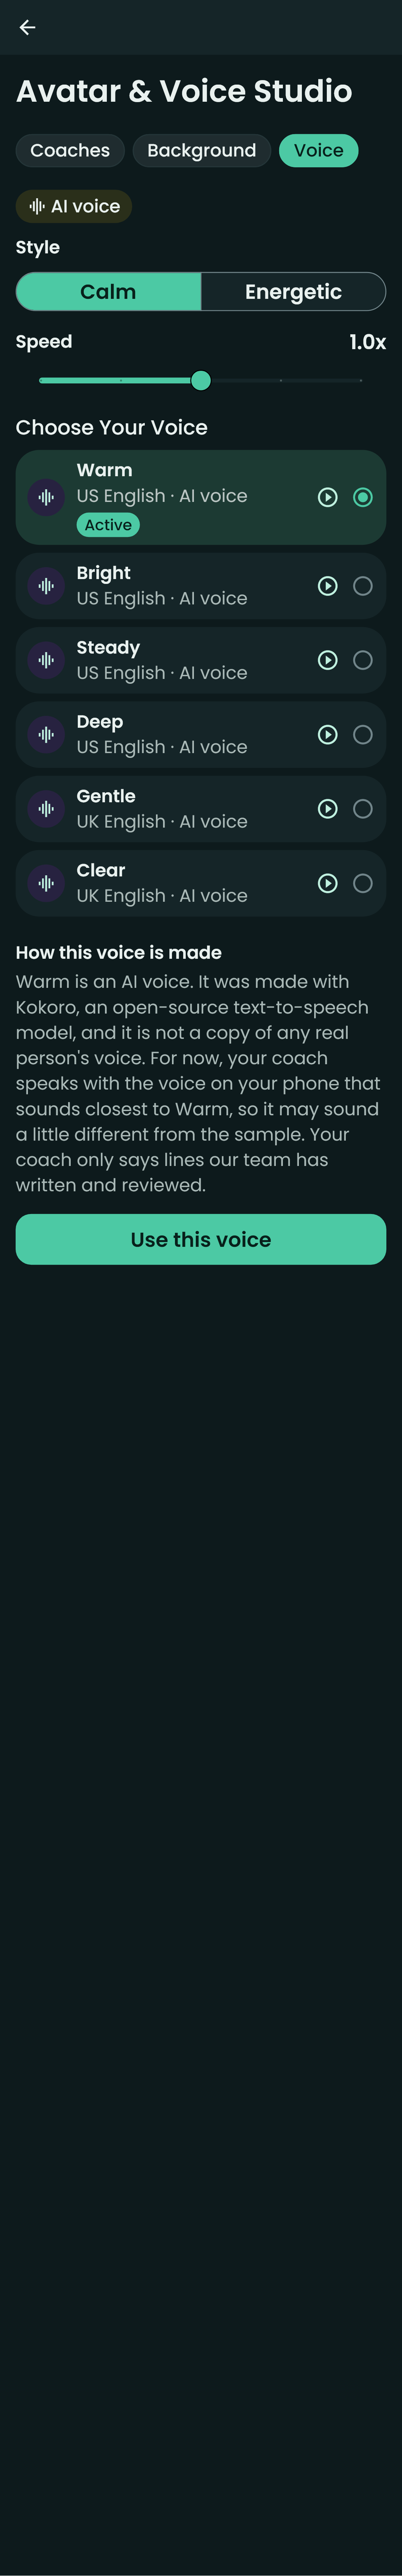 Avatar & Voice Studio
Coaches
Background
Voice
AI voice
Style
Calm
Energetic
Speed
1.0x
Choose Your Voice
Warm
US English · AI voice
Active
Bright
US English · AI voice
Steady
US English · AI voice
Deep
US English · AI voice
Gentle
UK English · AI voice
Clear
UK English · AI voice
How this voice is made
Warm is an AI voice. It was made with
Kokoro, an open-source text-to-speech
model, and it is not a copy of any real
person's voice. For now, your coach
speaks with the voice on your phone that
sounds closest to Warm, so it may sound
a little different from the sample. Your
coach only says lines our team has
written and reviewed.
Use this voice